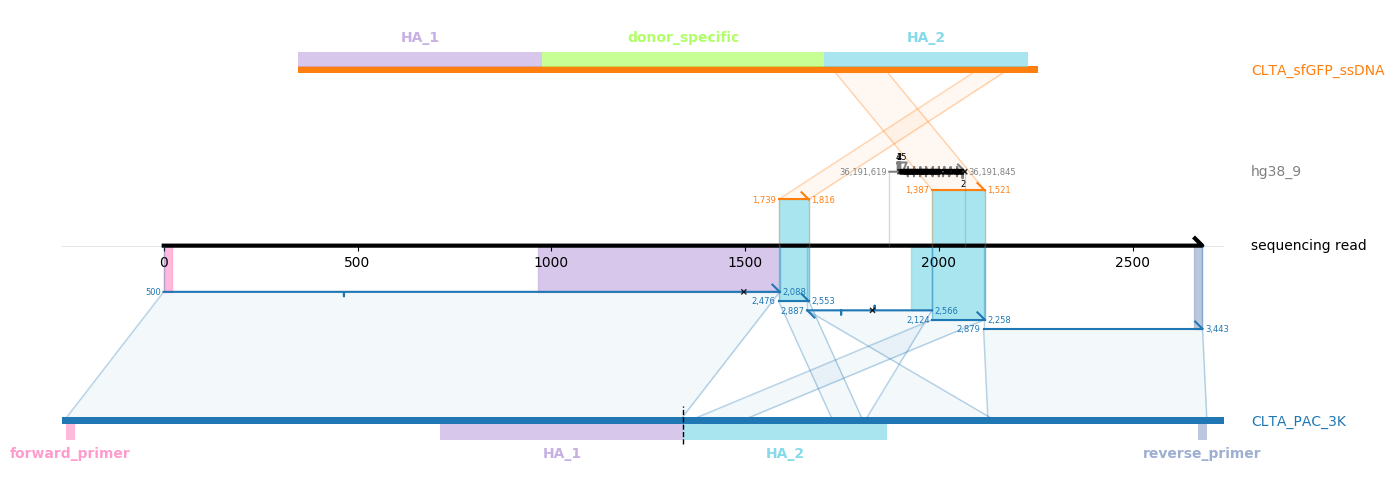 HA_1 donor_specific HA_2
CLTA_sfGFP_ssDNA
36,191,619 36,191,845 hg38_9
2
1,387 1,521
1,739 1,816
sequencing read
0 500 1000 1500 2000 2500
500 2,088
2,476 2,553
2,887 2,566
2,124 2,258
2,879 3,443
CLTA_PAC_3K
forward_primer HA_1 HA_2 reverse_primer